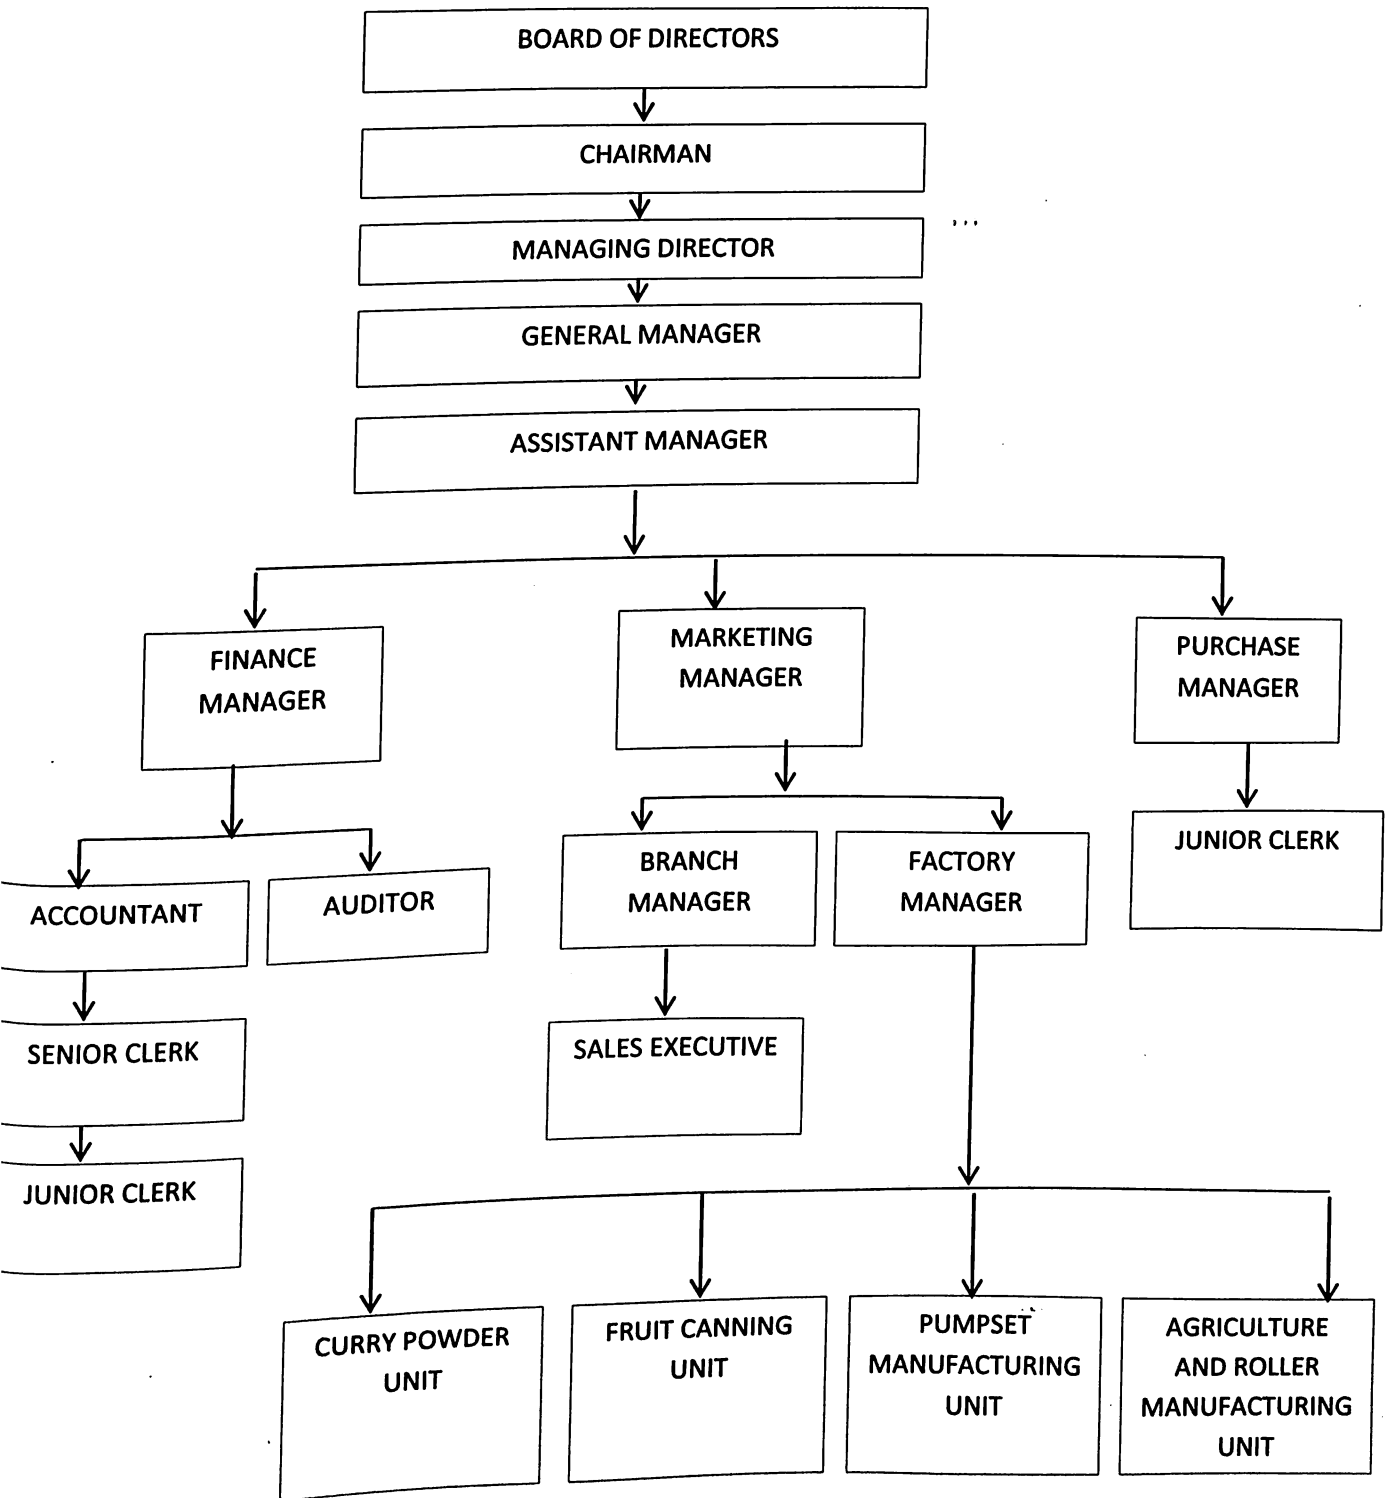 BOARD OF DIRECTORS
CHAIRMAN
MANAGING DIRECTOR
GENERAL MANAGER
ASSISTANT MANAGER
FINANCE
MANAGER
MARKETING
MANAGER
PURCHASE
MANAGER
ACCOUNTANT
AUDITOR
BRANCH
MANAGER
FACTORY
MANAGER
JUNIOR CLERK
SENIOR CLERK
SALES EXECUTIVE
JUNIOR CLERK
CURRY POWDER
UNIT
FRUIT CANNING
UNIT
PUMPSET
MANUFACTURING
UNIT
AGRICULTURE
AND ROLLER
MANUFACTURING
UNIT